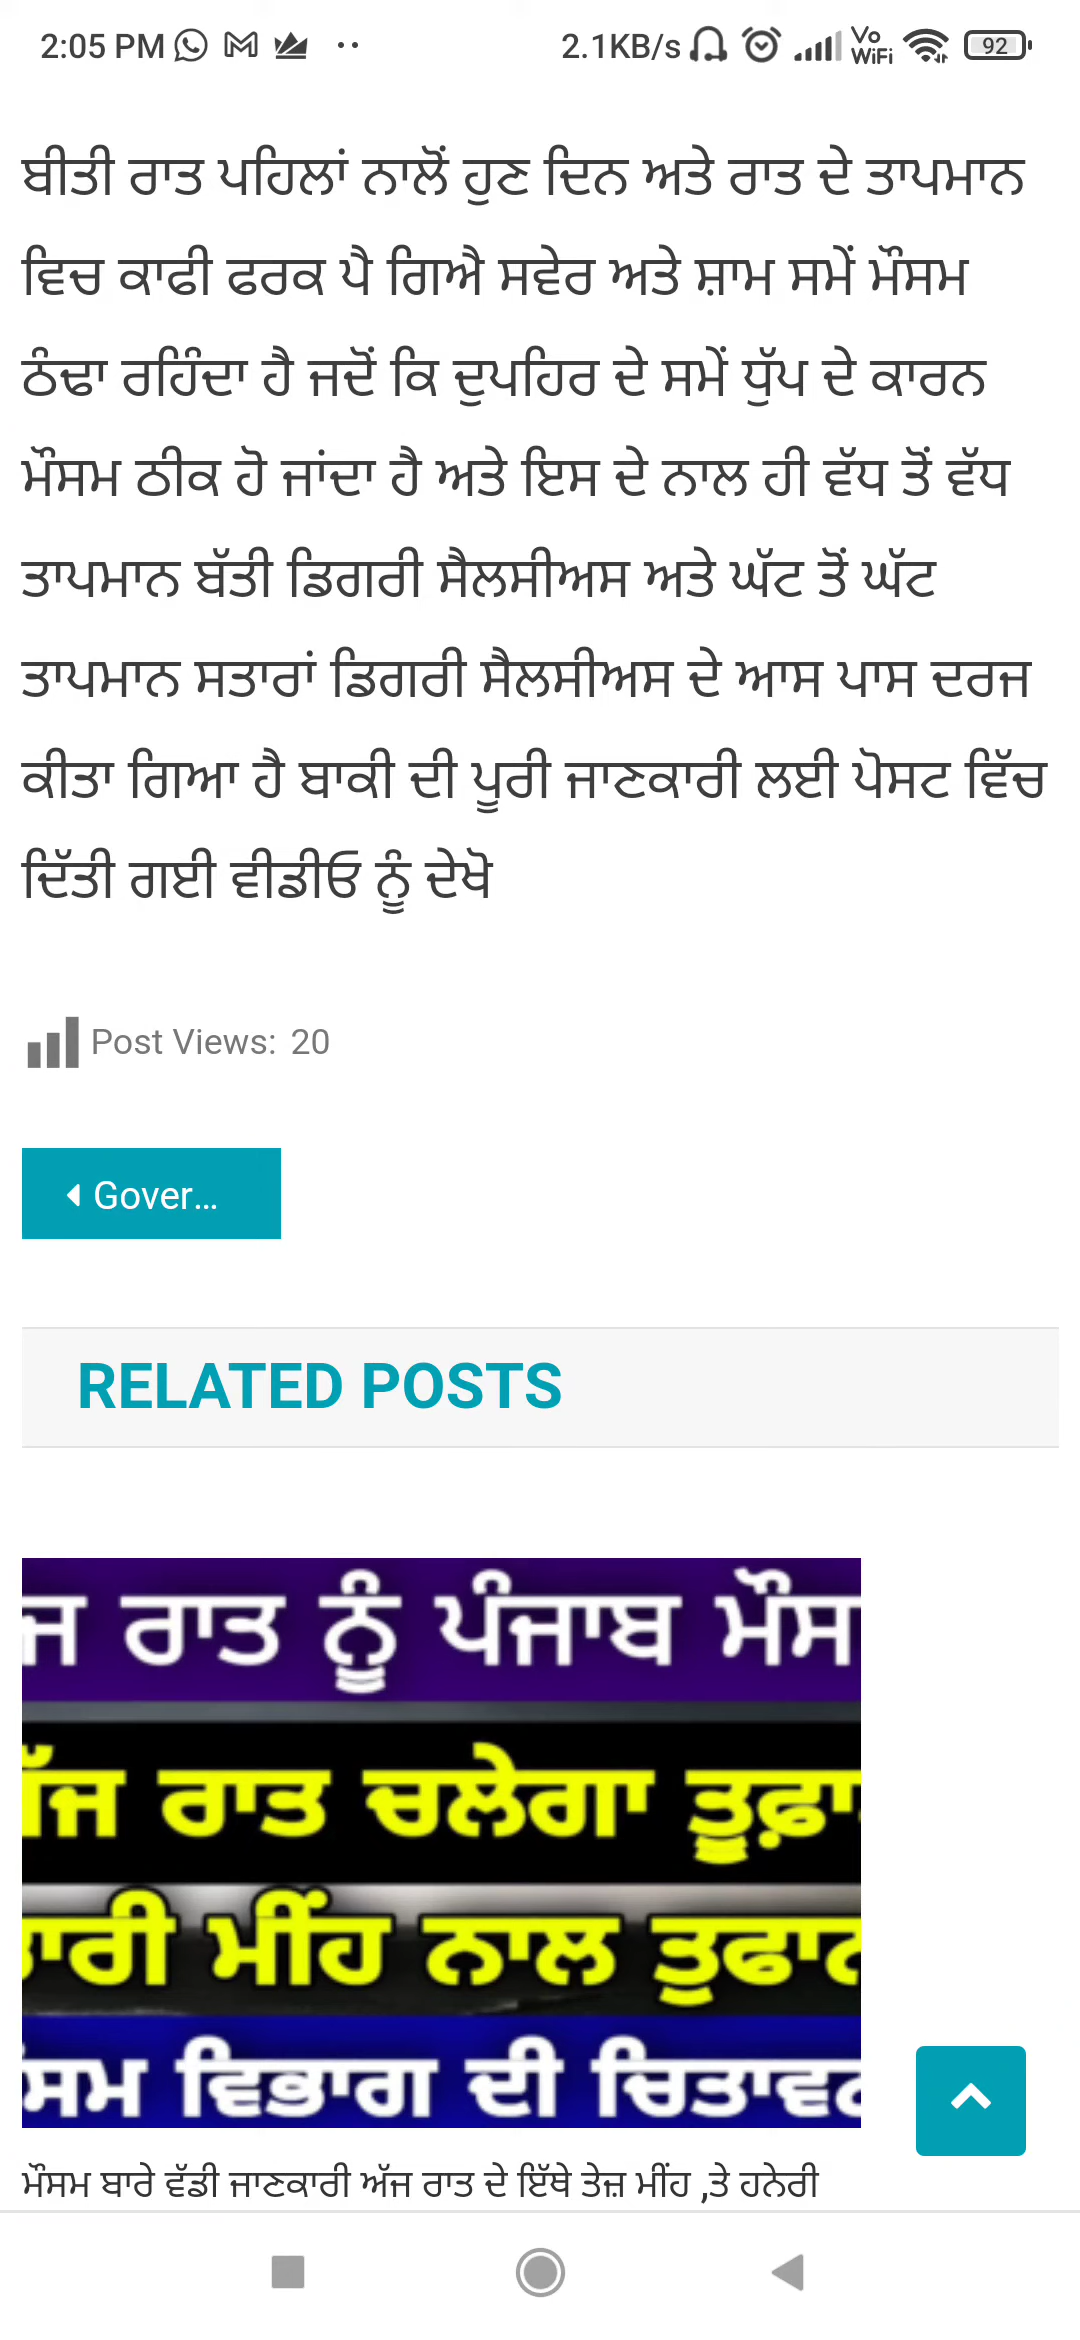 2:05 PM
2.1KB/s Vo WiFi 92
ਬੀਤੀ ਰਾਤ ਪਹਿਲਾਂ ਨਾਲੋਂ ਹੁਣ ਦਿਨ ਅਤੇ ਰਾਤ ਦੇ ਤਾਪਮਾਨ
ਵਿਚ ਕਾਫੀ ਫਰਕ ਪੈ ਗਿਐ ਸਵੇਰ ਅਤੇ ਸ਼ਾਮ ਸਮੇਂ ਮੌਸਮ
ਠੰਢਾ ਰਹਿੰਦਾ ਹੈ ਜਦੋਂ ਕਿ ਦੁਪਹਿਰ ਦੇ ਸਮੇਂ ਧੁੱਪ ਦੇ ਕਾਰਨ
ਮੌਸਮ ਠੀਕ ਹੋ ਜਾਂਦਾ ਹੈ ਅਤੇ ਇਸ ਦੇ ਨਾਲ ਹੀ ਵੱਧ ਤੋਂ ਵੱਧ
ਤਾਪਮਾਨ ਬੱਤੀ ਡਿਗਰੀ ਸੈਲਸੀਅਸ ਅਤੇ ਘੱਟ ਤੋਂ ਘੱਟ
ਤਾਪਮਾਨ ਸਤਾਰਾਂ ਡਿਗਰੀ ਸੈਲਸੀਅਸ ਦੇ ਆਸ ਪਾਸ ਦਰਜ
ਕੀਤਾ ਗਿਆ ਹੈ ਬਾਕੀ ਦੀ ਪੂਰੀ ਜਾਣਕਾਰੀ ਲਈ ਪੋਸਟ ਵਿੱਚ
ਦਿੱਤੀ ਗਈ ਵੀਡੀਓ ਨੂੰ ਦੇਖੋ
Post Views: 20
Gover...
RELATED POSTS
ਜ ਰਾਤ ਨੂੰ ਪੰਜਾਬ ਮੌਸ
ੱਜ ਰਾਤ ਚਲੇਗਾ ਤੂਫ਼ਾ
ਾਰੀ ਮੀਂਹ ਨਾਲ ਤੁਫਾਨ
ਸਮ ਵਿਭਾਗ ਦੀ ਚਿਤਾਵਨ
ਮੌਸਮ ਬਾਰੇ ਵੱਡੀ ਜਾਣਕਾਰੀ ਅੱਜ ਰਾਤ ਦੇ ਇੱਥੇ ਤੇਜ਼ ਮੀਂਹ ,ਤੇ ਹਨੇਰੀ